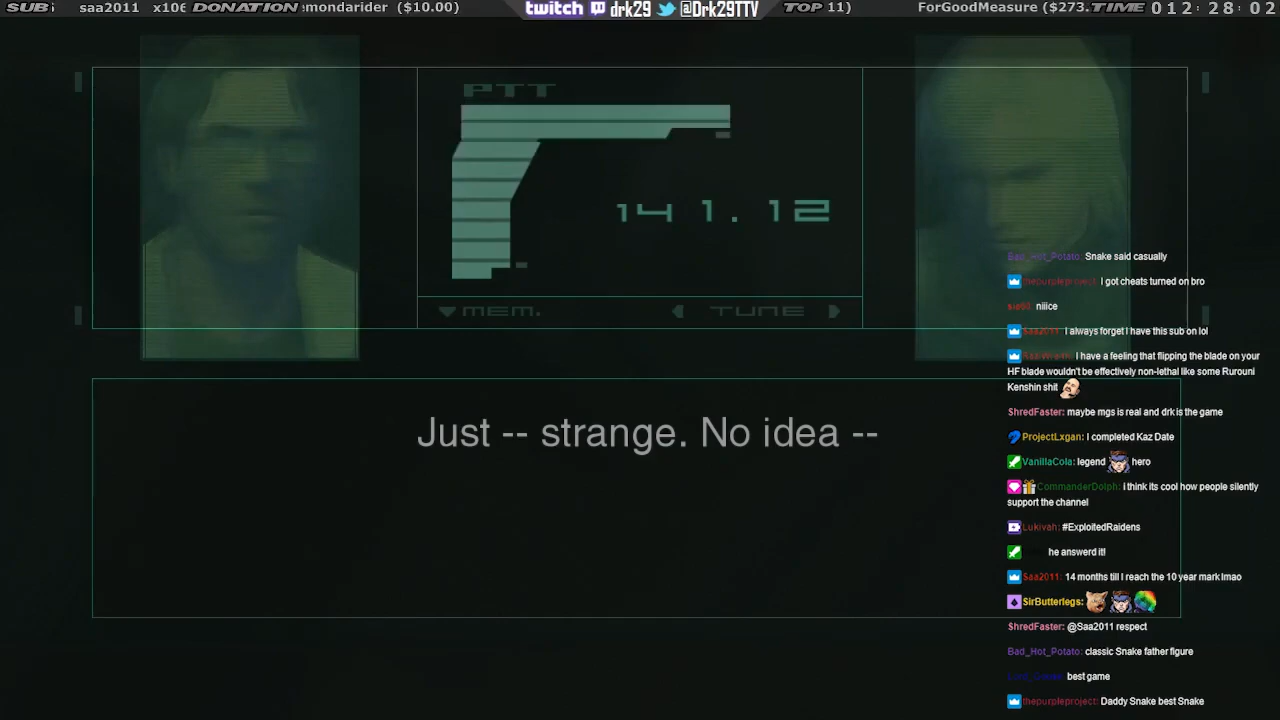 SUB: saa2011 x106 DONATION mondarider ($10.00) twitch drk29 @Drk29TTV TOP 11) ForGoodMeasure ($273. TIME 012:28:02
PTT
141.12
MEM. TUNE
Just -- strange. No idea --
Bad_Hot_Potato: Snake said casually
thepurpleproject: I got cheats turned on bro
niiice
Saa2011: I always forget I have this sub on lol
I have a feeling that flipping the blade on your
HF blade wouldn't be effectively non-lethal like some Rurouni
Kenshin shit
ShredFaster: maybe mgs is real and drk is the game
ProjectLxgan: I completed Kaz Date
VanillaCola: legend hero
CommanderDolph: i think its cool how people silently
support the channel
Lukivah: #ExploitedRaidens
he answerd it!
Saa2011: 14 months till I reach the 10 year mark lmao
SirButterlegs:
ShredFaster: @Saa2011 respect
Bad_Hot_Potato: classic Snake father figure
best game
thepurpleproject: Daddy Snake best Snake